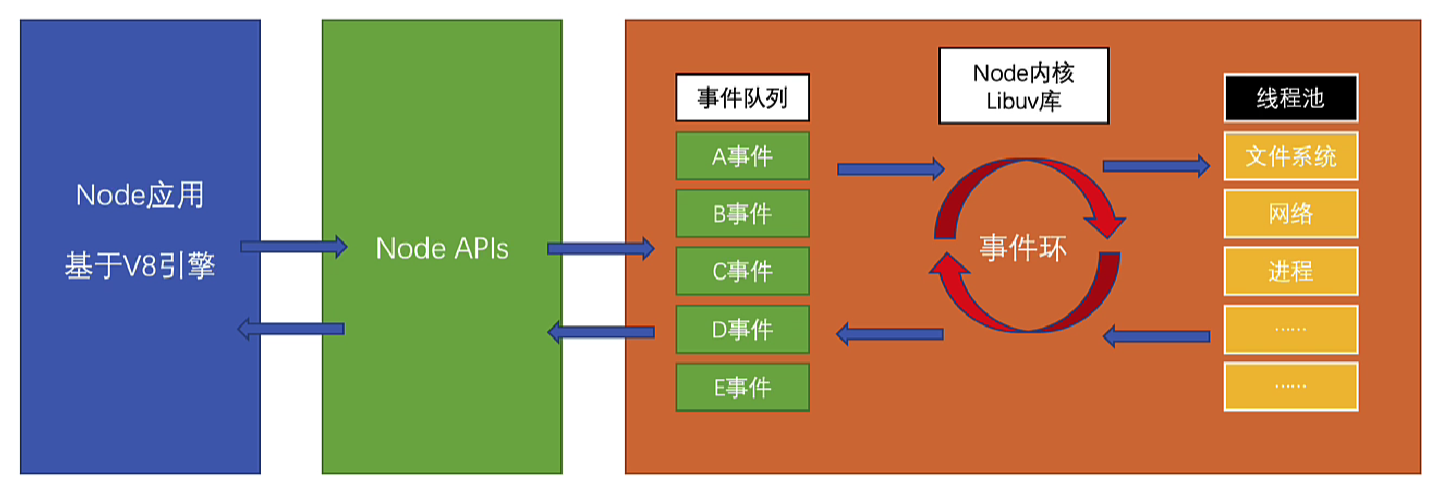 Node应用
基于V8引擎
Node APIs
事件队列
A事件
B事件
C事件
D事件
E事件
Node内核
Libuv库
事件环
线程池
文件系统
网络
进程
……
……